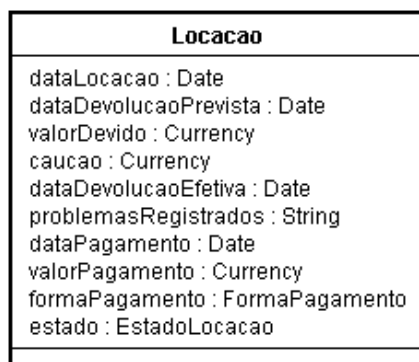 Locacao
dataLocacao : Date
dataDevolucaoPrevista : Date
valorDevido : Currency
caucao : Currency
dataDevolucaoEfetiva : Date
problemasRegistrados : String
dataPagamento : Date
valorPagamento : Currency
formaPagamento : FormaPagamento
estado : EstadoLocacao